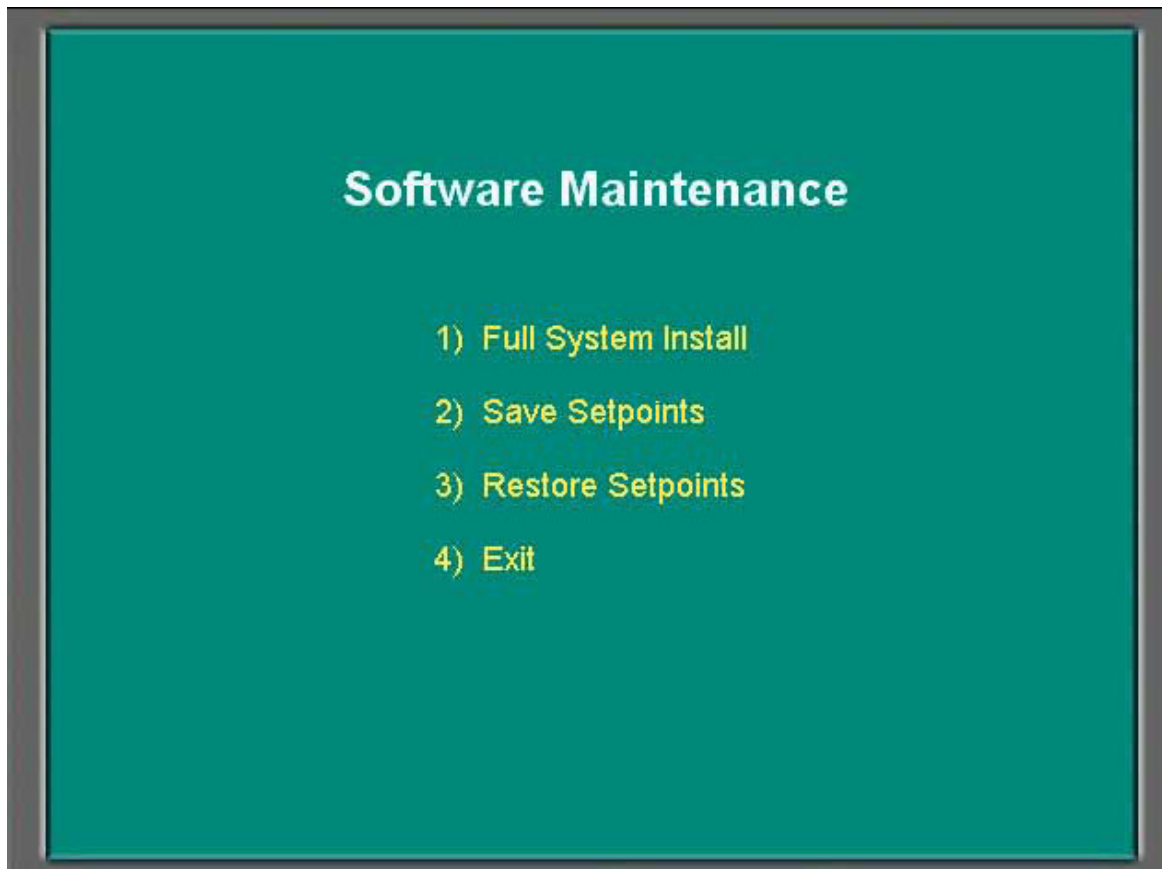 Software Maintenance
1) Full System Install
2) Save Setpoints
3) Restore Setpoints
4) Exit